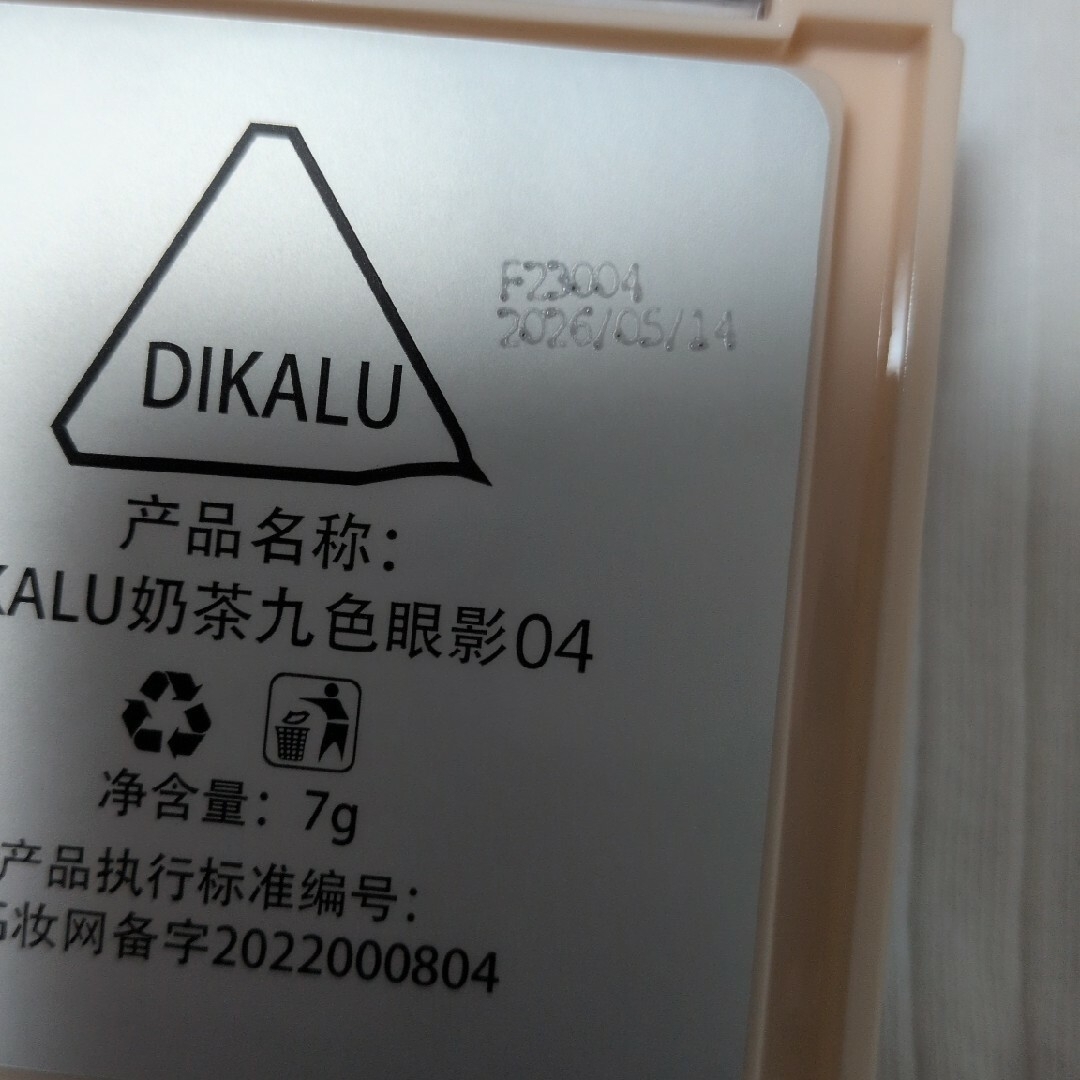 F23004
2026/05/14
DIKALU
产品名称：
KALU奶茶九色眼影04
净含量：7g
产品执行标准编号：
妆网备字2022000804